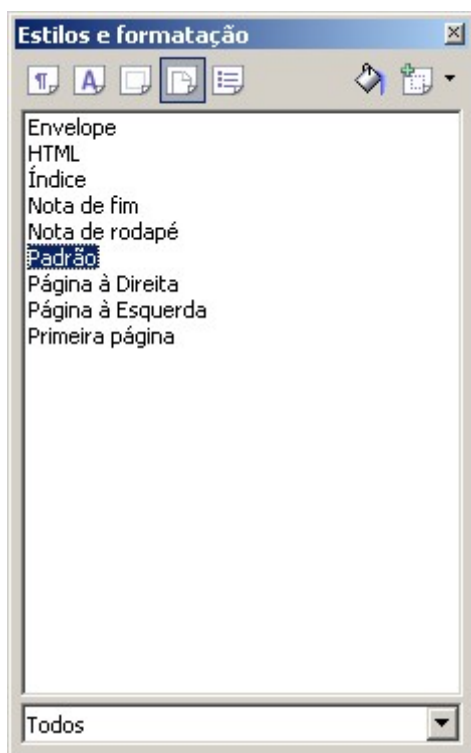 Estilos e formatação
Envelope
HTML
Índice
Nota de fim
Nota de rodapé
Padrão
Página à Direita
Página à Esquerda
Primeira página
Todos